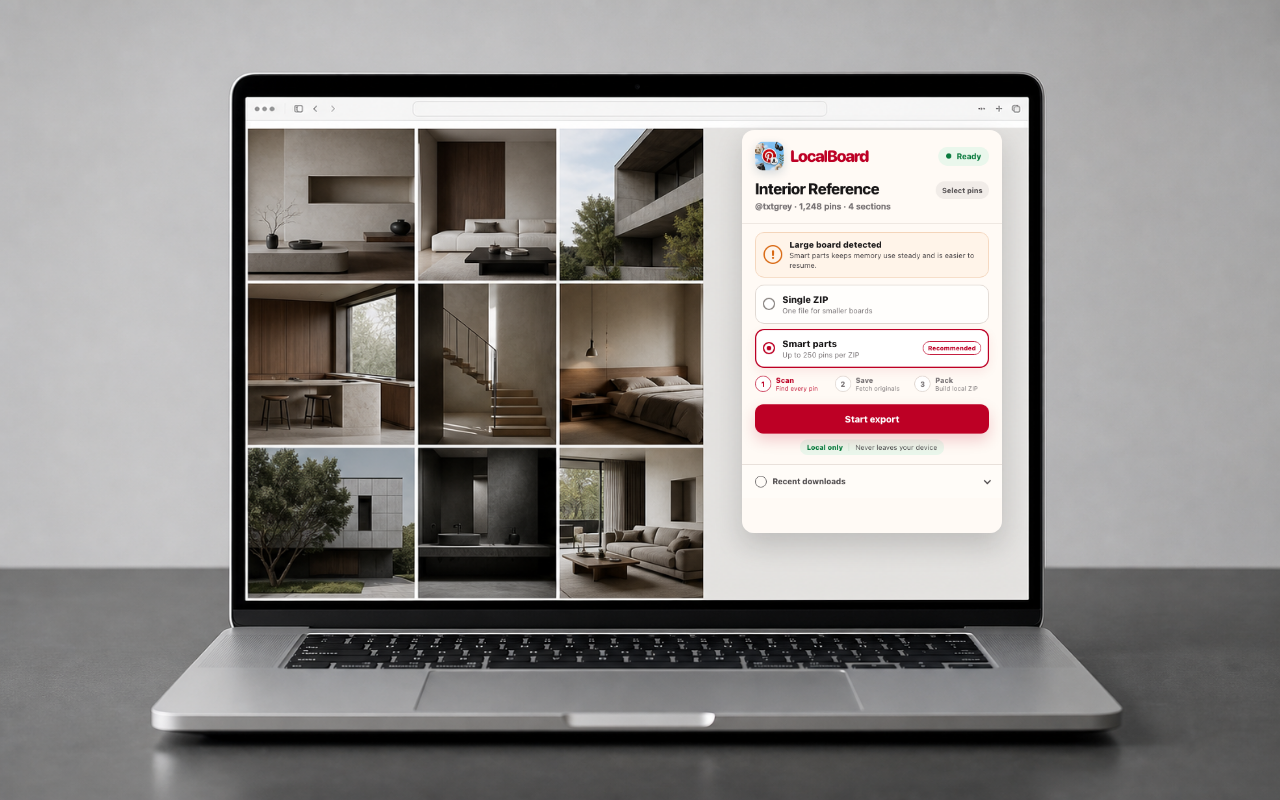 LocalBoard
Ready
Interior Reference
Select pins
@txtgrey · 1,248 pins · 4 sections
Large board detected
Smart parts keeps memory use steady and is easier to
resume.
Single ZIP
One file for smaller boards
Smart parts
Up to 250 pins per ZIP
Recommended
1 Scan
Find every pin
2 Save
Fetch originals
3 Pack
Build local ZIP
Start export
Local only
Never leaves your device
Recent downloads